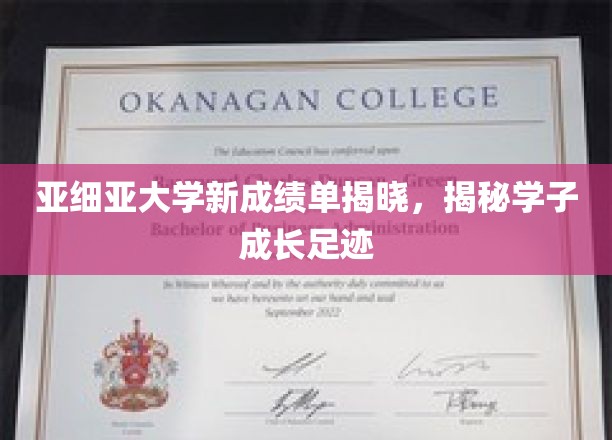 OKANAGAN COLLEGE
The Education Council has conferred upon
亚细亚大学新成绩单揭晓，揭秘学子
成长足迹
Bachelor of Business Administration
In Witness Whereof and by the authority duly committed to us
we have hereunto set our hand and seal
September 2022